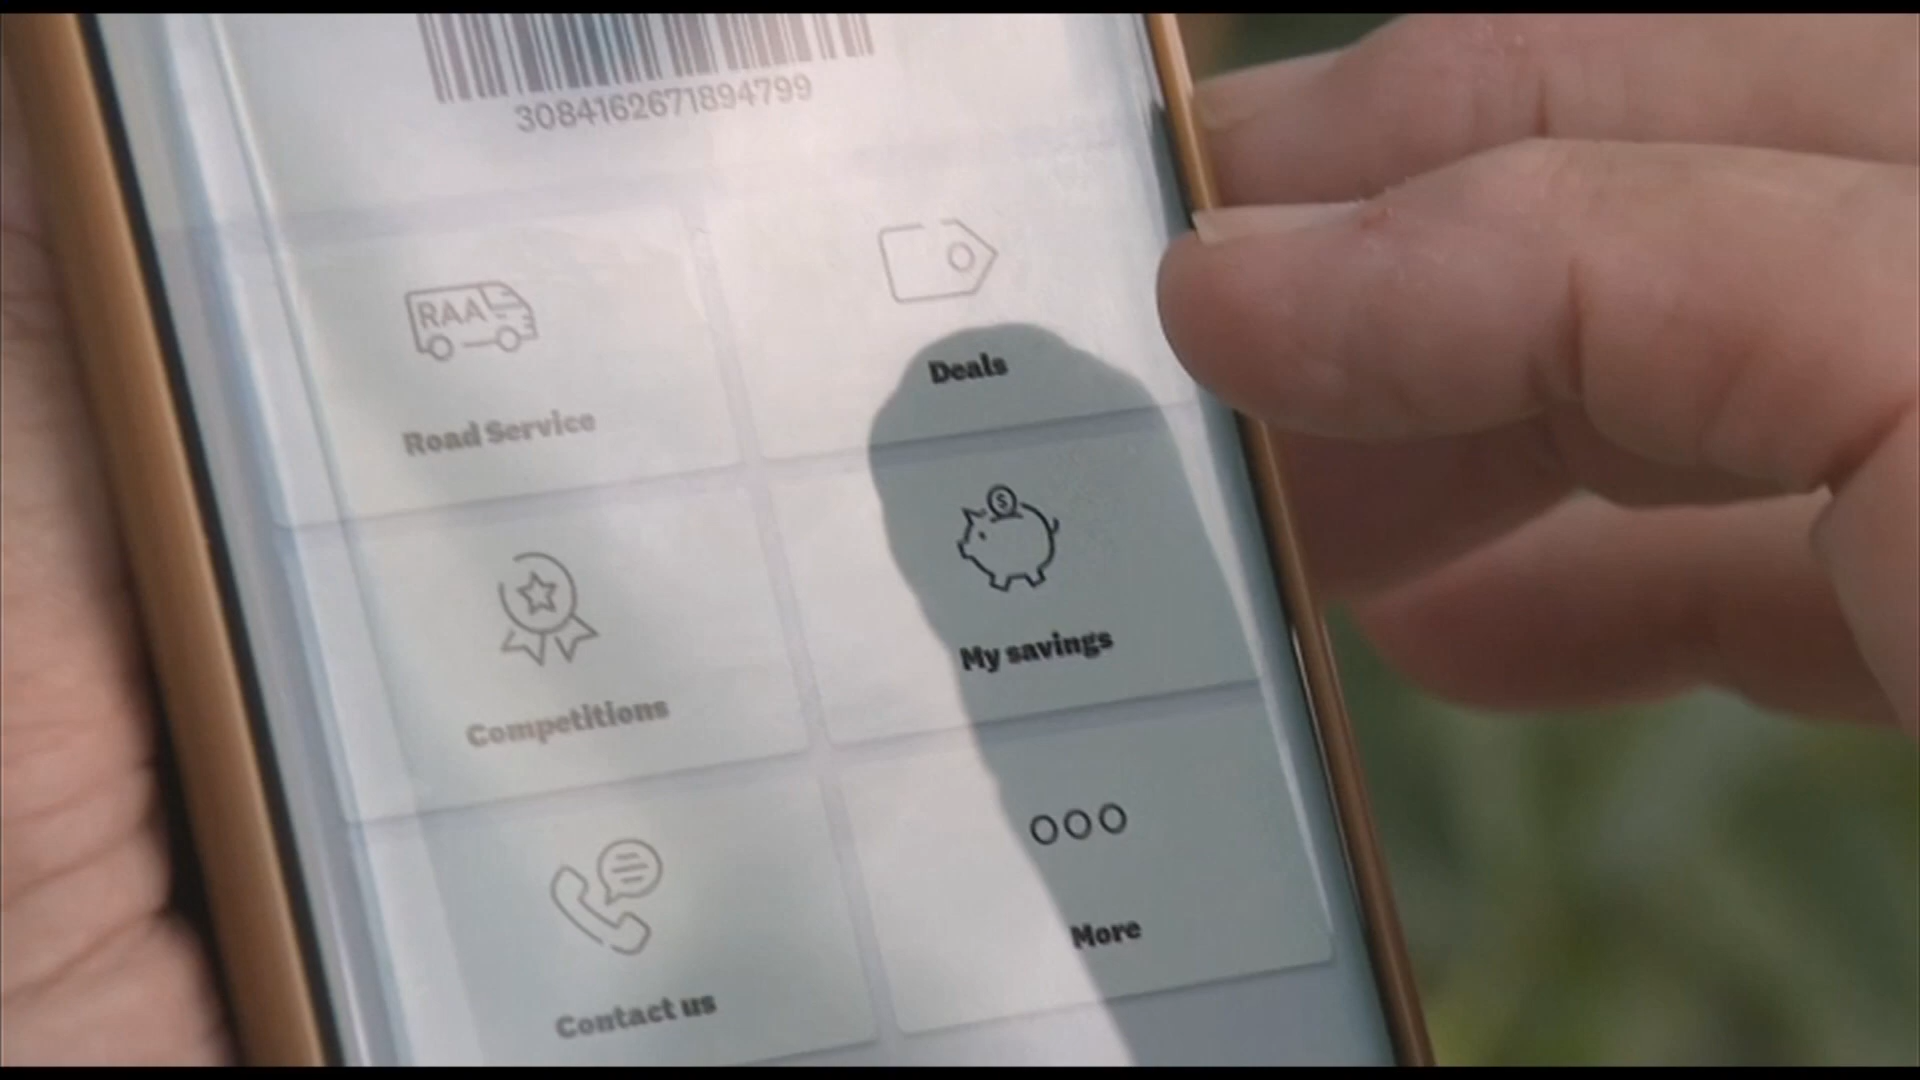 3084162671894799
RAA
Road Service
Deals
$
My savings
Competitions
Contact us
More